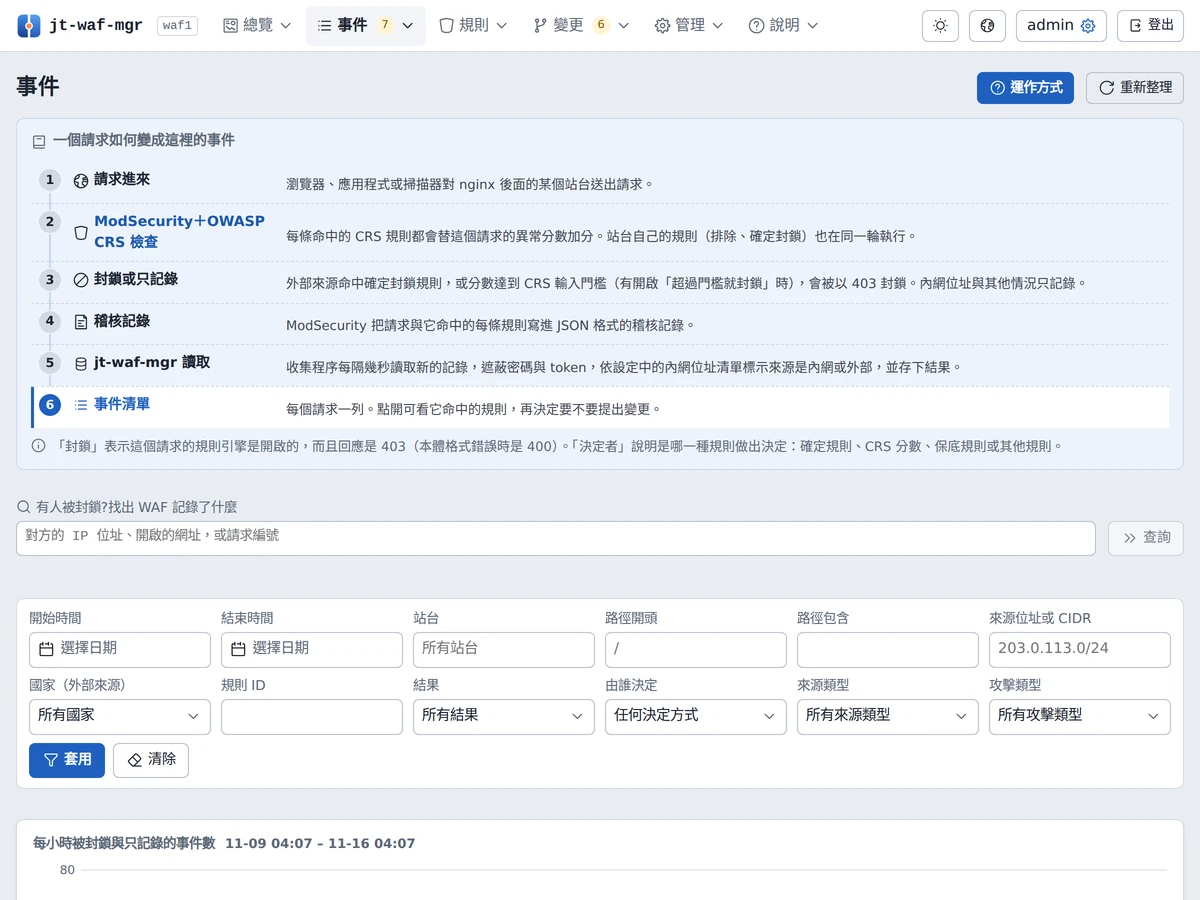 jt-waf-mgr waf1 總覽 事件 7 規則 變更 6 管理 說明 admin 登出
事件 運作方式 重新整理
一個請求如何變成這裡的事件
1 請求進來 瀏覽器、應用程式或掃描器對 nginx 後面的某個站台送出請求。
2 ModSecurity＋OWASP CRS 檢查 每條命中的 CRS 規則都會替這個請求的異常分數加分。站台自己的規則（排除、確定封鎖）也在同一輪執行。
3 封鎖或只記錄 外部來源命中確定封鎖規則，或分數達到 CRS 輸入門檻（有開啟「超過門檻就封鎖」時），會被以 403 封鎖。內網位址與其他情況只記錄。
4 稽核記錄 ModSecurity 把請求與它命中的每條規則寫進 JSON 格式的稽核記錄。
5 jt-waf-mgr 讀取 收集程序每隔幾秒讀取新的記錄，遮蔽密碼與 token，依設定中的內網位址清單標示來源是內網或外部，並存下結果。
6 事件清單 每個請求一列。點開可看它命中的規則，再決定要不要提出變更。
「封鎖」表示這個請求的規則引擎是開啟的，而且回應是 403（本體格式錯誤時是 400）。「決定者」說明是哪一種規則做出決定：確定規則、CRS 分數、保底規則或其他規則。
有人被封鎖?找出 WAF 記錄了什麼
對方的 IP 位址、開啟的網址，或請求編號 查詢
開始時間 結束時間 站台 路徑開頭 路徑包含 來源位址或 CIDR
選擇日期 選擇日期 所有站台 / 203.0.113.0/24
國家（外部來源） 規則 ID 結果 由誰決定 來源類型 攻擊類型
所有國家 所有結果 任何決定方式 所有來源類型 所有攻擊類型
套用 清除
每小時被封鎖與只記錄的事件數 11-09 04:07 – 11-16 04:07
80